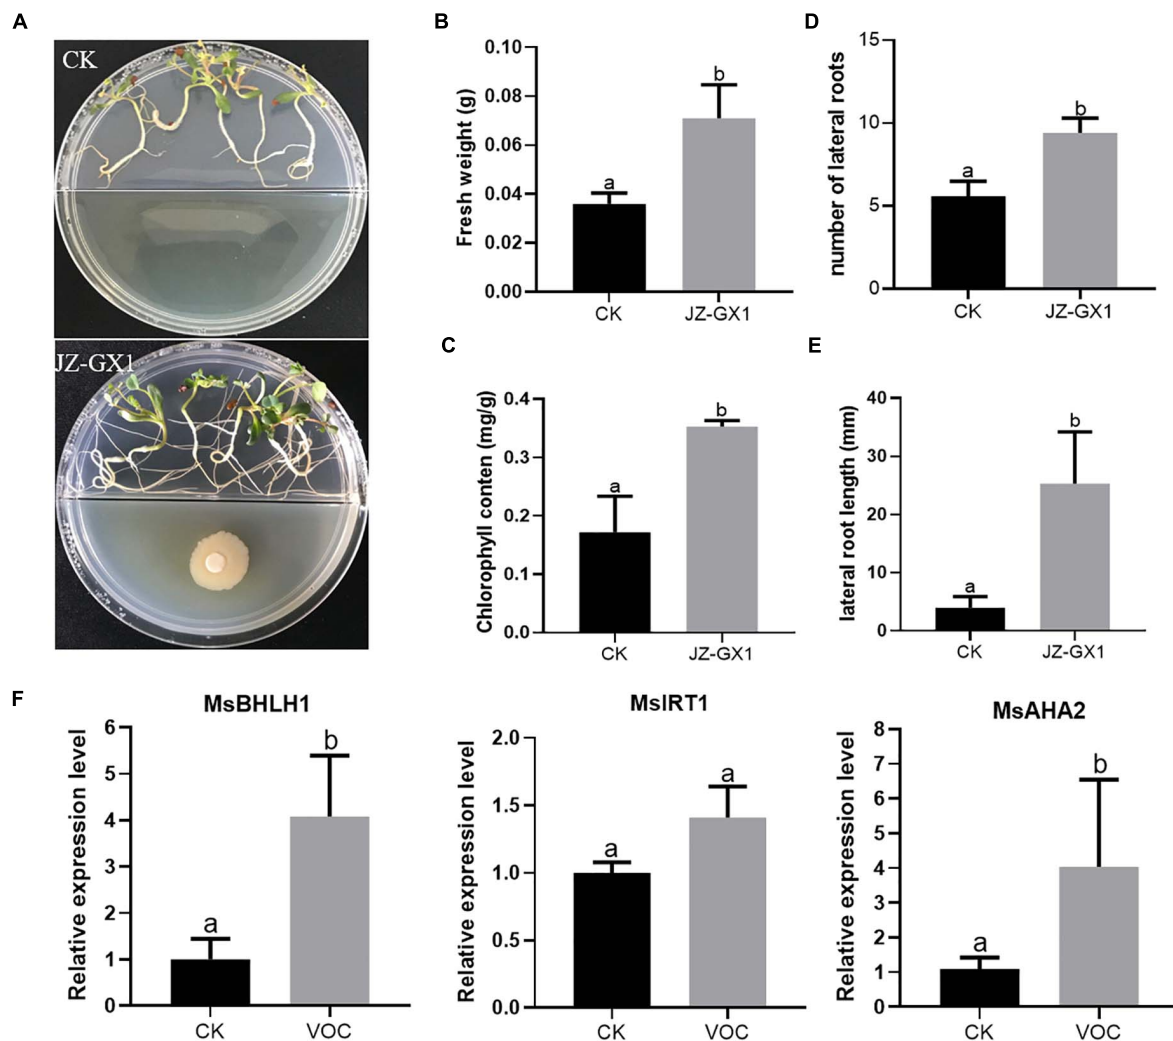 A
CK
JZ-GX1
B
Fresh weight (g)
0.10
0.08
0.06
0.04
0.02
0.00
a
b
CK
JZ-GX1
D
number of lateral roots
15
10
5
0
a
b
CK
JZ-GX1
C
Chlorophyll conten (mg/g)
0.4
0.3
0.2
0.1
0.0
a
b
CK
JZ-GX1
E
lateral root length (mm)
40
30
20
10
0
a
b
CK
JZ-GX1
F
MsBHLH1
Relative expression level
6
5
4
3
2
1
0
a
b
CK
VOC
MsIRT1
Relative expression level
2.0
1.5
1.0
0.5
0.0
a
a
CK
VOC
MsAHA2
Relative expression level
8
7
6
5
4
3
2
1
0
a
b
CK
VOC